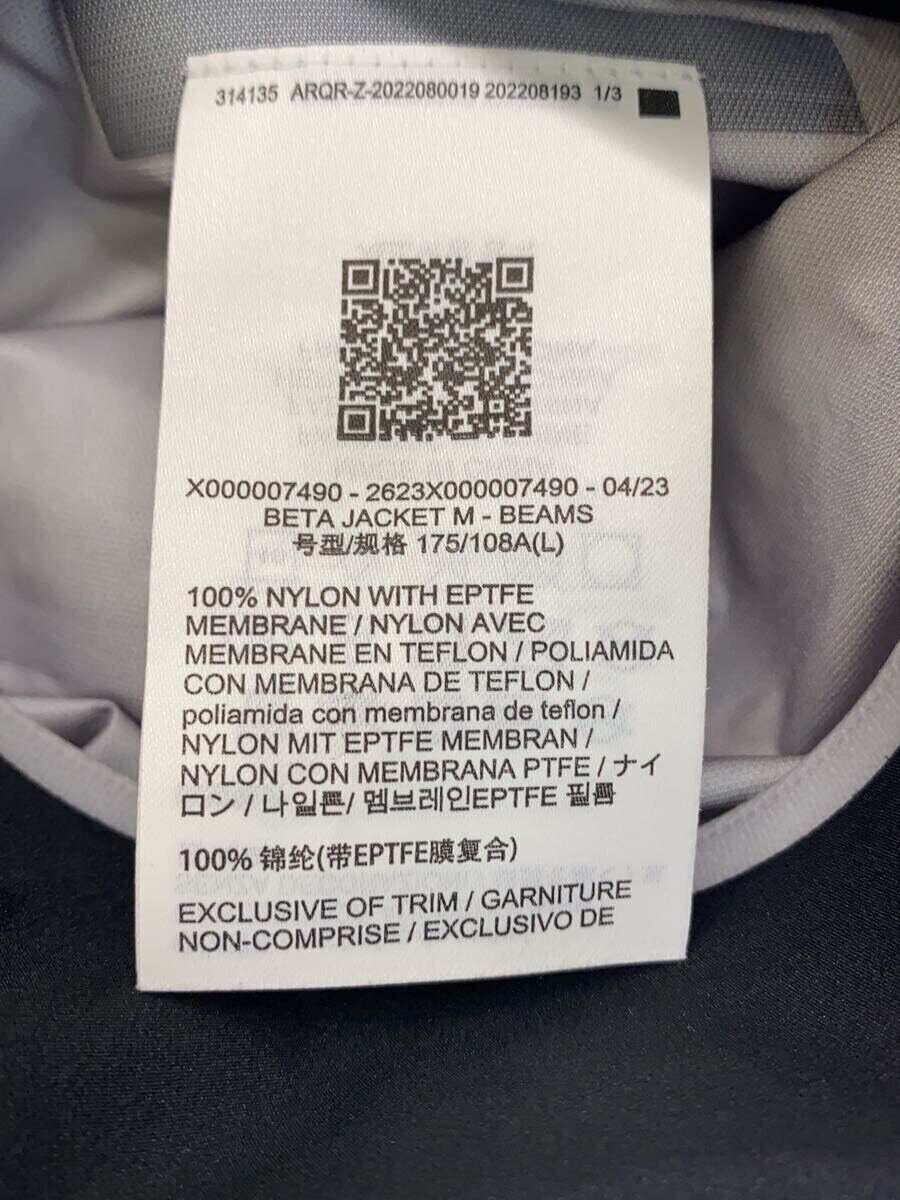 314135 ARQR-Z-2022080019 202208193 1/3
X000007490 - 2623X000007490 - 04/23
BETA JACKET M - BEAMS
号型/规格 175/108A(L)
100% NYLON WITH EPTFE
MEMBRANE / NYLON AVEC
MEMBRANE EN TEFLON / POLIAMIDA
CON MEMBRANA DE TEFLON /
poliamida con membrana de teflon /
NYLON MIT EPTFE MEMBRAN /
NYLON CON MEMBRANA PTFE / ナイ
ロン / 나일론/ 멤브레인EPTFE 필름
100% 锦纶(带EPTFE膜复合)
EXCLUSIVE OF TRIM / GARNITURE
NON-COMPRISE / EXCLUSIVO DE